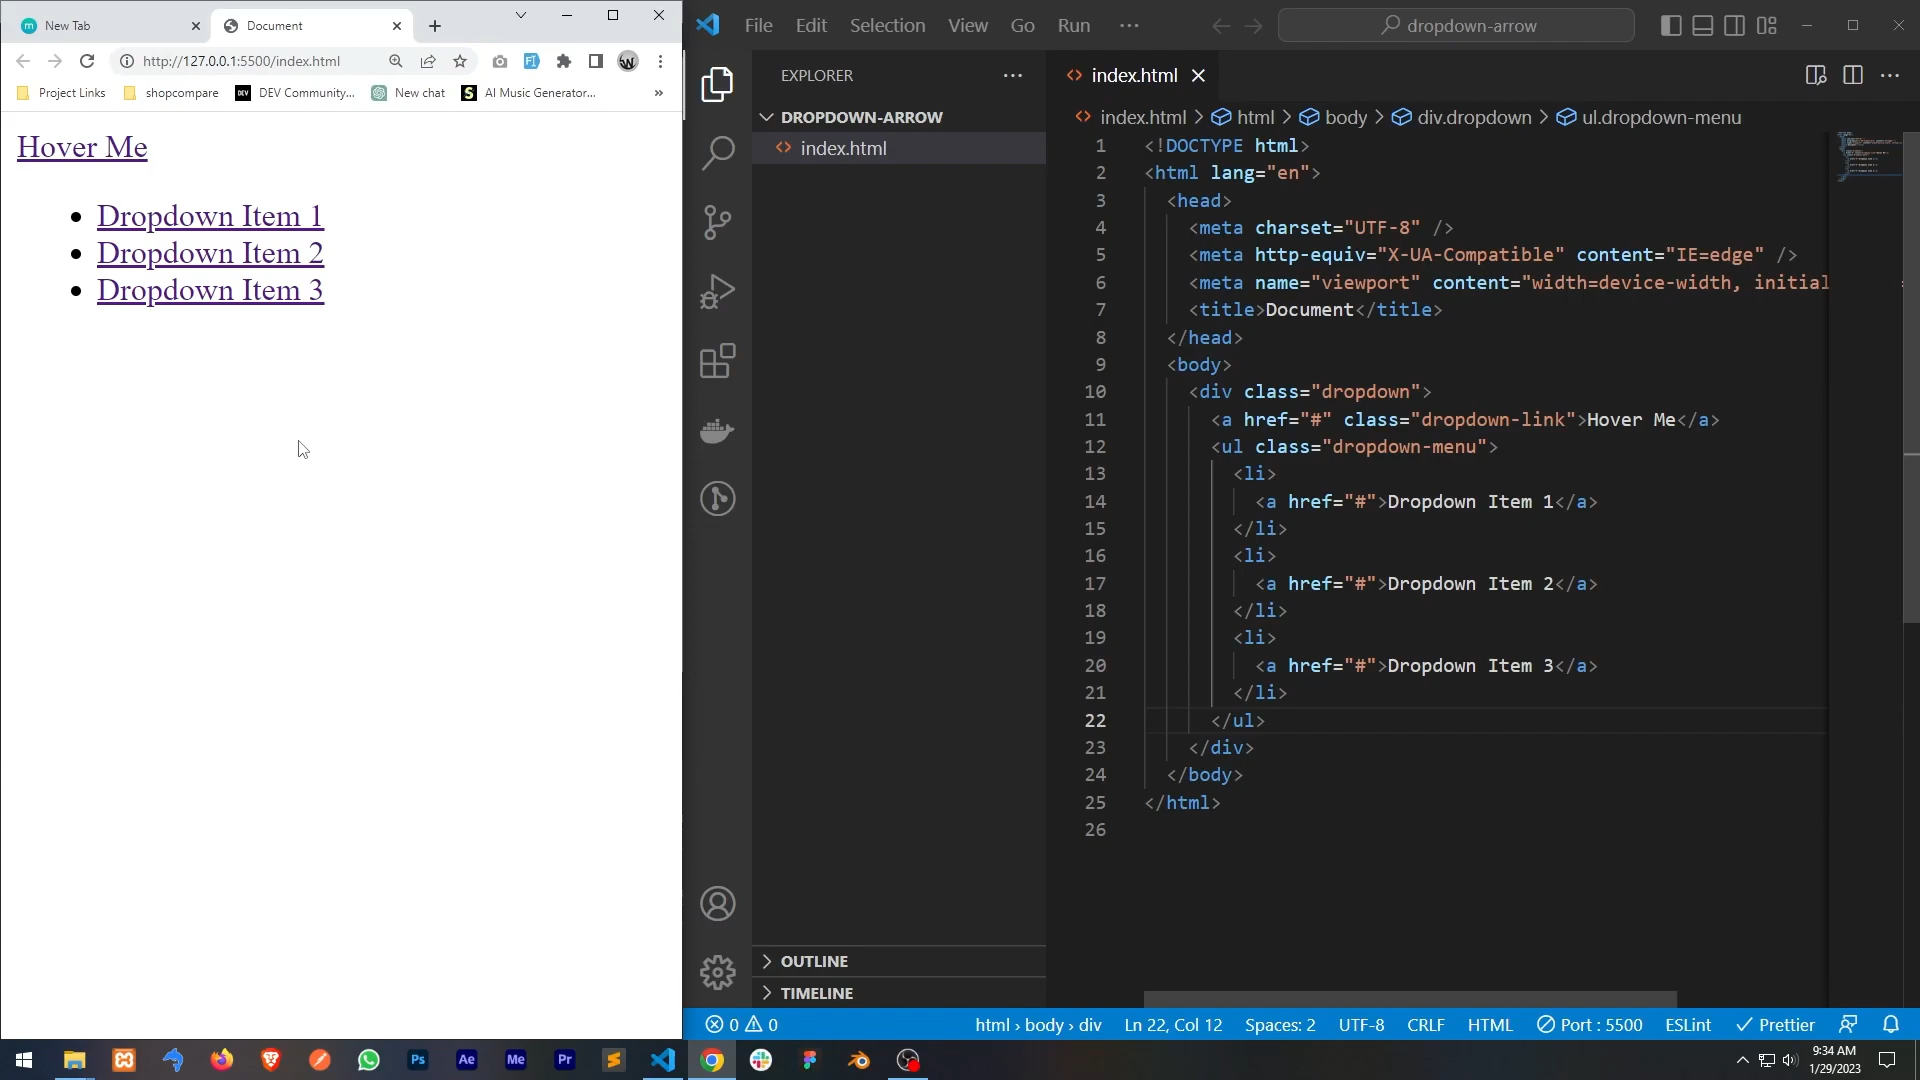 New Tab
Document
http://127.0.0.1:5500/index.html
Project Links
shopcompare
DEV Community...
New chat
AI Music Generator...
»
Hover Me
• Dropdown Item 1
• Dropdown Item 2
• Dropdown Item 3
File Edit Selection View Go Run ···
dropdown-arrow
EXPLORER
DROPDOWN-ARROW
index.html
OUTLINE
TIMELINE
index.html
index.html > html > body > div.dropdown > ul.dropdown-menu
1 <!DOCTYPE html>
2 <html lang="en">
3 <head>
4 <meta charset="UTF-8" />
5 <meta http-equiv="X-UA-Compatible" content="IE=edge" />
6 <meta name="viewport" content="width=device-width, initial
7 <title>Document</title>
8 </head>
9 <body>
10 <div class="dropdown">
11 <a href="#" class="dropdown-link">Hover Me</a>
12 <ul class="dropdown-menu">
13 <li>
14 <a href="#">Dropdown Item 1</a>
15 </li>
16 <li>
17 <a href="#">Dropdown Item 2</a>
18 </li>
19 <li>
20 <a href="#">Dropdown Item 3</a>
21 </li>
22 </ul>
23 </div>
24 </body>
25 </html>
26
0 0
html › body › div
Ln 22, Col 12
Spaces: 2
UTF-8
CRLF
HTML
Port : 5500
ESLint
Prettier
Ps
Ae
Me
Pr
9:34 AM
1/29/2023